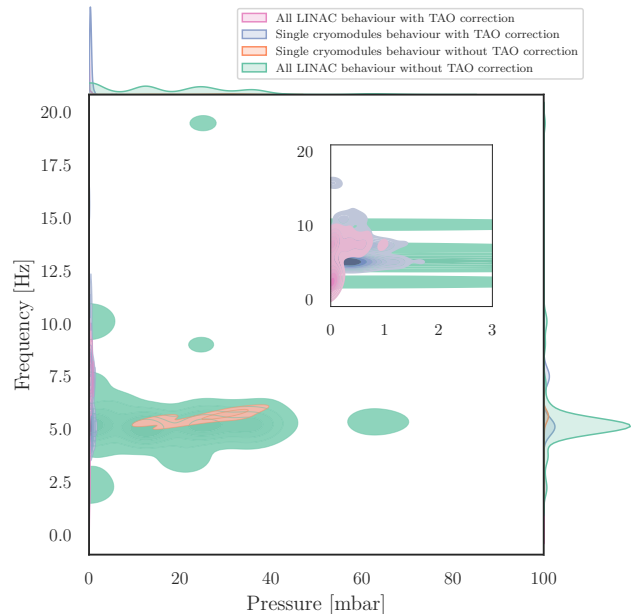 All LINAC behaviour with TAO correction
Single cryomodules behaviour with TAO correction
Single cryomodules behaviour without TAO correction
All LINAC behaviour without TAO correction
20.0
17.5
15.0
12.5
10.0
7.5
5.0
2.5
0.0
Frequency [Hz]
20
10
0
0 1 2 3
0 20 40 60 80 100
Pressure [mbar]